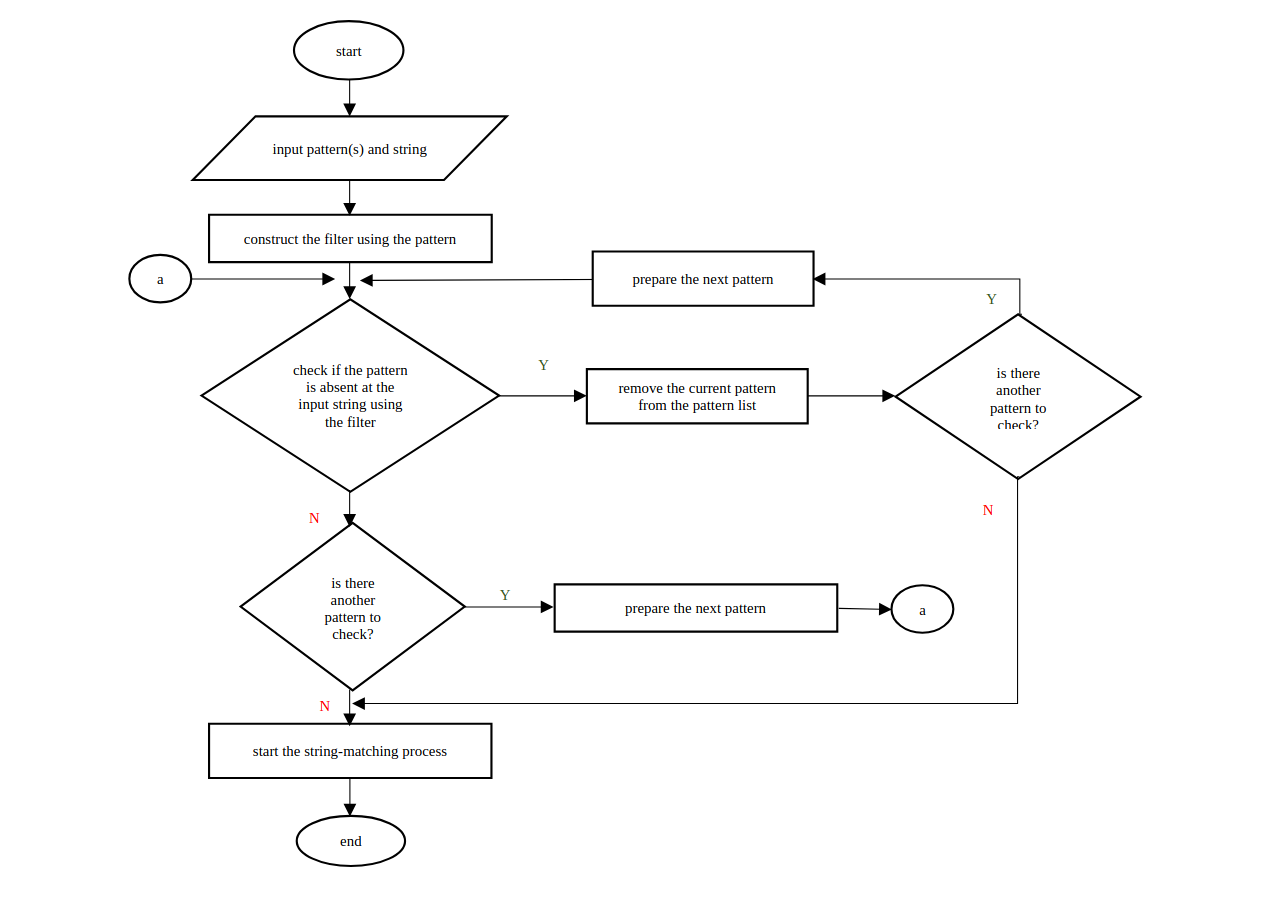 start
input pattern(s) and string
construct the filter using the pattern
a
prepare the next pattern
Y
check if the pattern
is absent at the
input string using
the filter
Y
remove the current pattern
from the pattern list
is there
another
pattern to
check?
N
N
is there
another
pattern to
check?
Y
prepare the next pattern
a
N
start the string-matching process
end